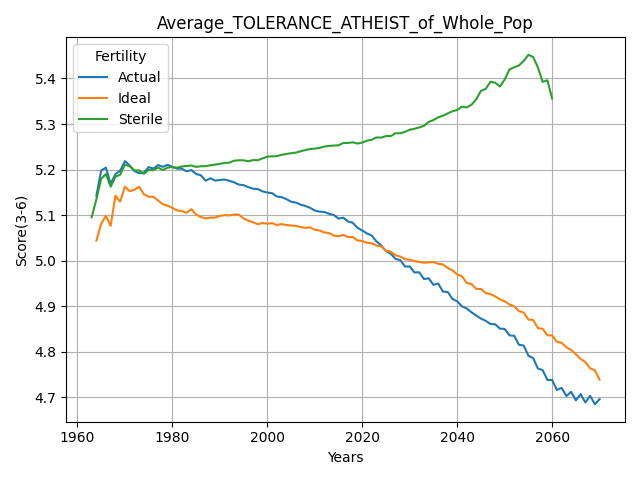 Average_TOLERANCE_ATHEIST_of_Whole_Pop
Fertility
Actual
Ideal
Sterile
Score(3-6)
5.4
5.3
5.2
5.1
5.0
4.9
4.8
4.7
1960 1980 2000 2020 2040 2060
Years